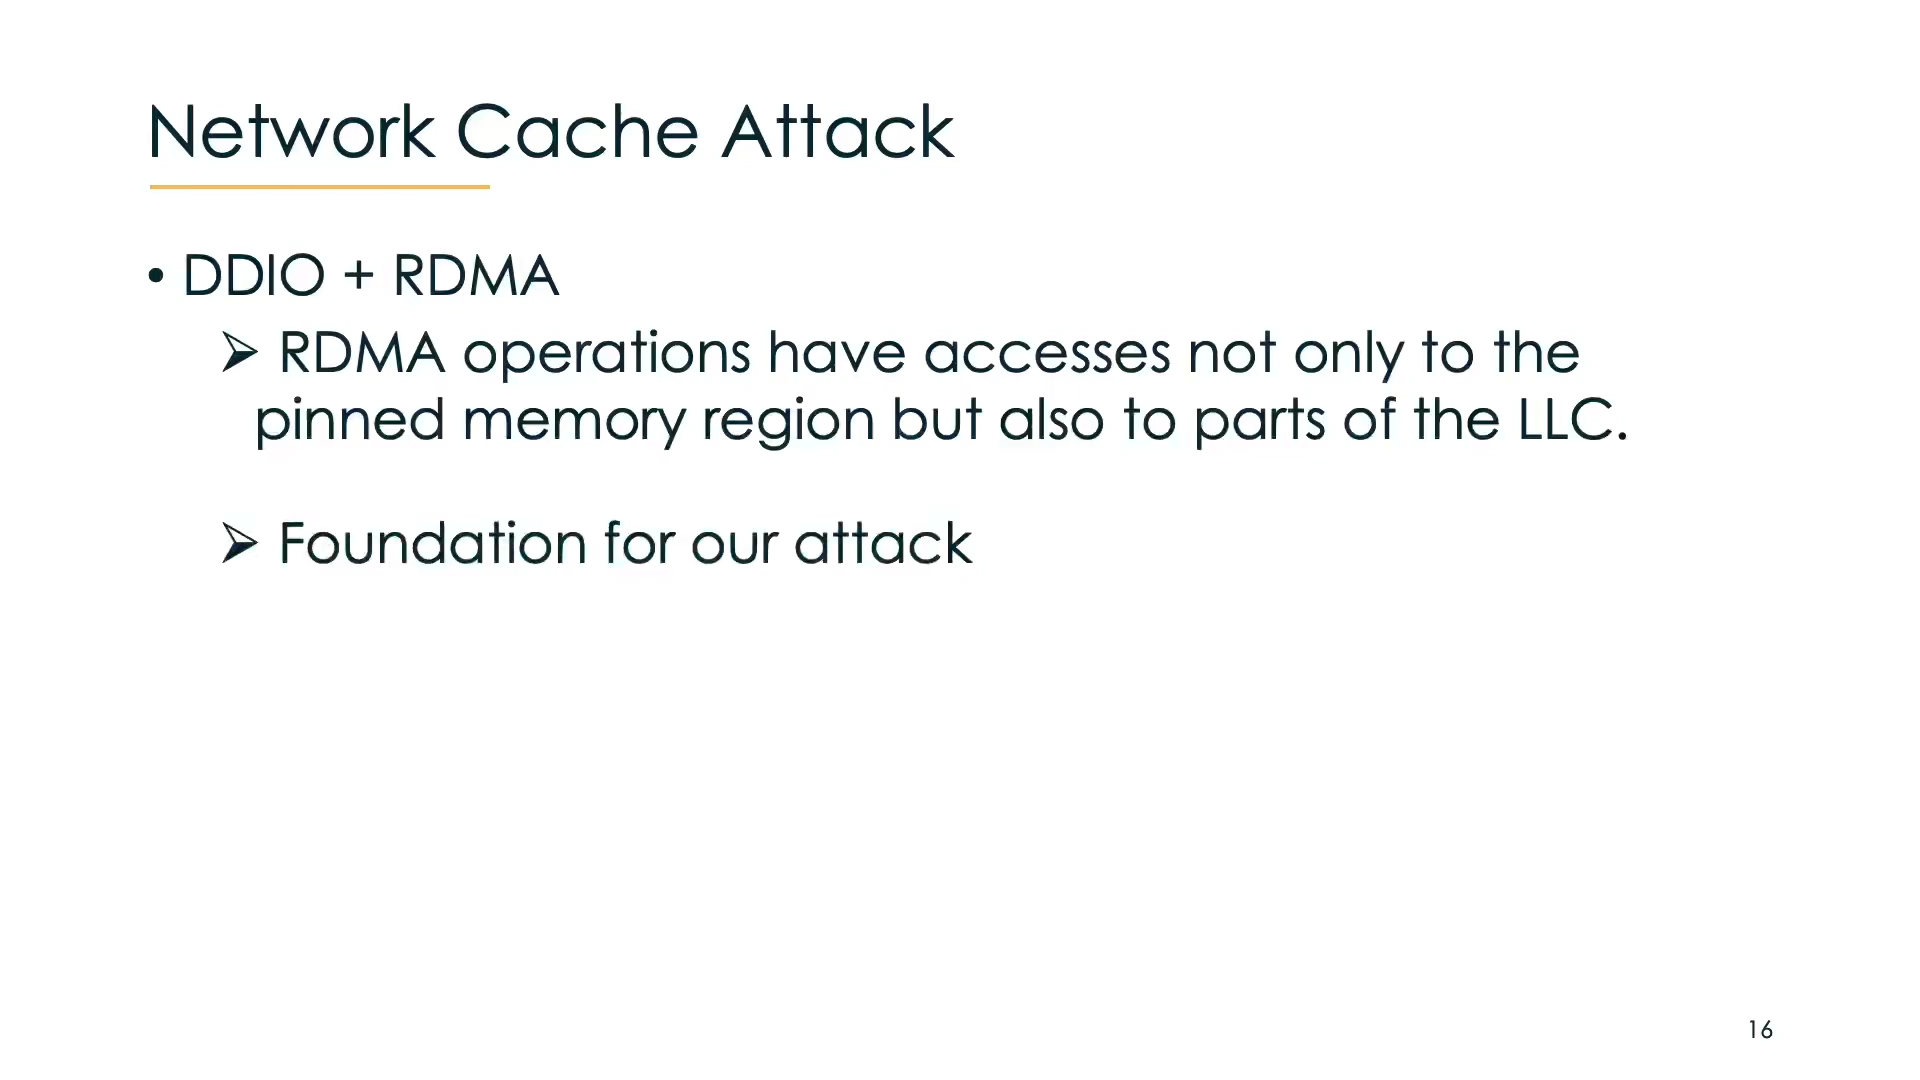 Network Cache Attack
• DDIO + RDMA
➢ RDMA operations have accesses not only to the
pinned memory region but also to parts of the LLC.
➢ Foundation for our attack
16